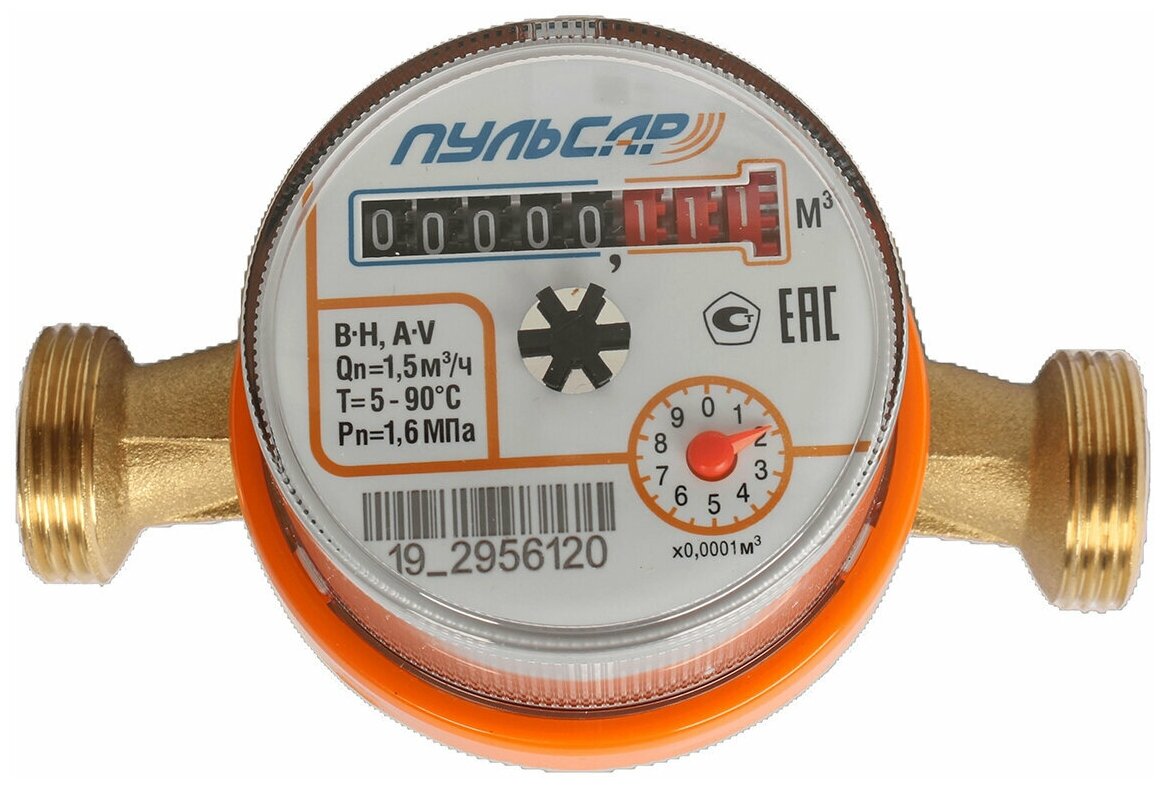 ПУЛЬСАР
00000,111 м³
B·H, A·V
Qn=1,5м³/ч
T= 5 - 90°C
Pn=1,6 МПа
С т
ЕАС
0 1 2 3 4 5 6 7 8 9
x0,0001м³
19_2956120